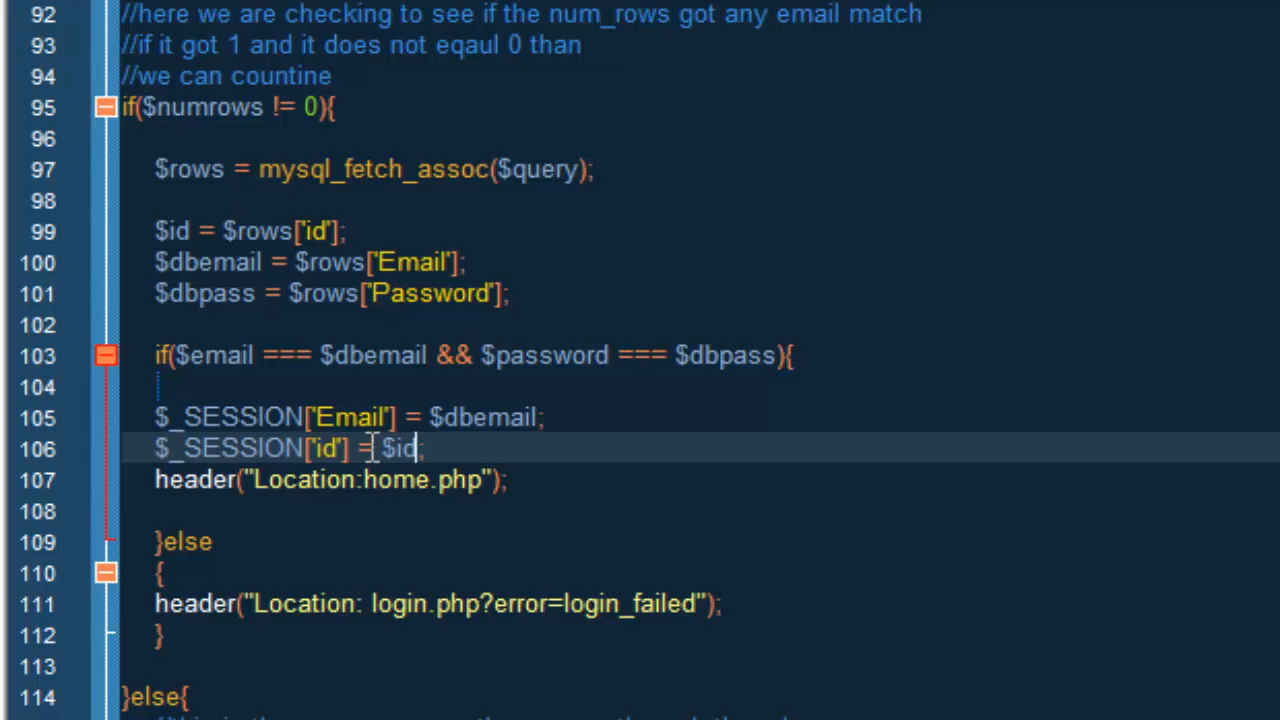 92 //here we are checking to see if the num_rows got any email match
93 //if it got 1 and it does not eqaul 0 than
94 //we can countine
95 if($numrows != 0){
96
97 $rows = mysql_fetch_assoc($query);
98
99 $id = $rows['id'];
100 $dbemail = $rows['Email'];
101 $dbpass = $rows['Password'];
102
103 if($email === $dbemail && $password === $dbpass){
104
105 $_SESSION['Email'] = $dbemail;
106 $_SESSION['id'] = $id;
107 header("Location:home.php");
108
109 }else
110 {
111 header("Location: login.php?error=login_failed");
112 }
113
114 }else{